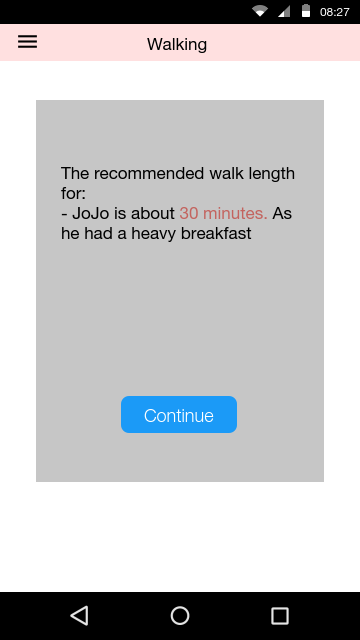 08:27
Walking
The recommended walk length
for:
- JoJo is about 30 minutes. As
he had a heavy breakfast
Continue